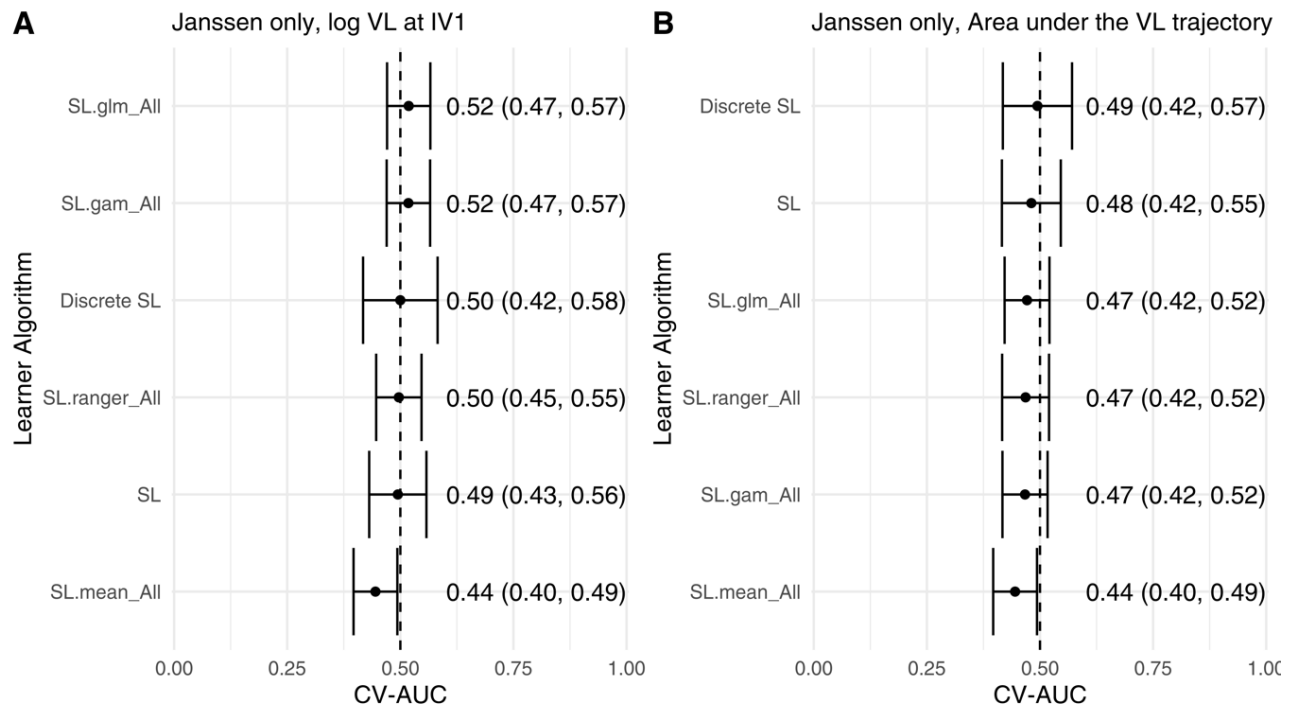 A
Janssen only, log VL at IV1
Learner Algorithm
SL.glm_All
0.52 (0.47, 0.57)
SL.gam_All
0.52 (0.47, 0.57)
Discrete SL
0.50 (0.42, 0.58)
SL.ranger_All
0.50 (0.45, 0.55)
SL
0.49 (0.43, 0.56)
SL.mean_All
0.44 (0.40, 0.49)
0.00 0.25 0.50 0.75 1.00
CV-AUC
B
Janssen only, Area under the VL trajectory
Learner Algorithm
Discrete SL
0.49 (0.42, 0.57)
SL
0.48 (0.42, 0.55)
SL.glm_All
0.47 (0.42, 0.52)
SL.ranger_All
0.47 (0.42, 0.52)
SL.gam_All
0.47 (0.42, 0.52)
SL.mean_All
0.44 (0.40, 0.49)
0.00 0.25 0.50 0.75 1.00
CV-AUC